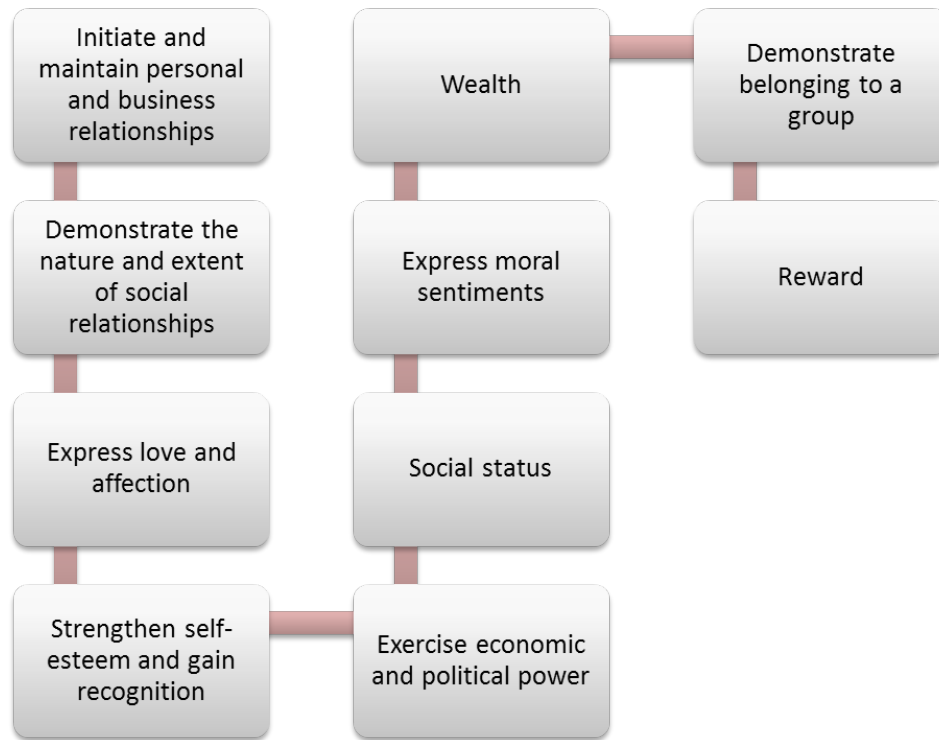 Initiate and
maintain personal
and business
relationships
Demonstrate the
nature and extent
of social
relationships
Express love and
affection
Strengthen self-
esteem and gain
recognition
Exercise economic
and political power
Social status
Express moral
sentiments
Wealth
Demonstrate
belonging to a
group
Reward